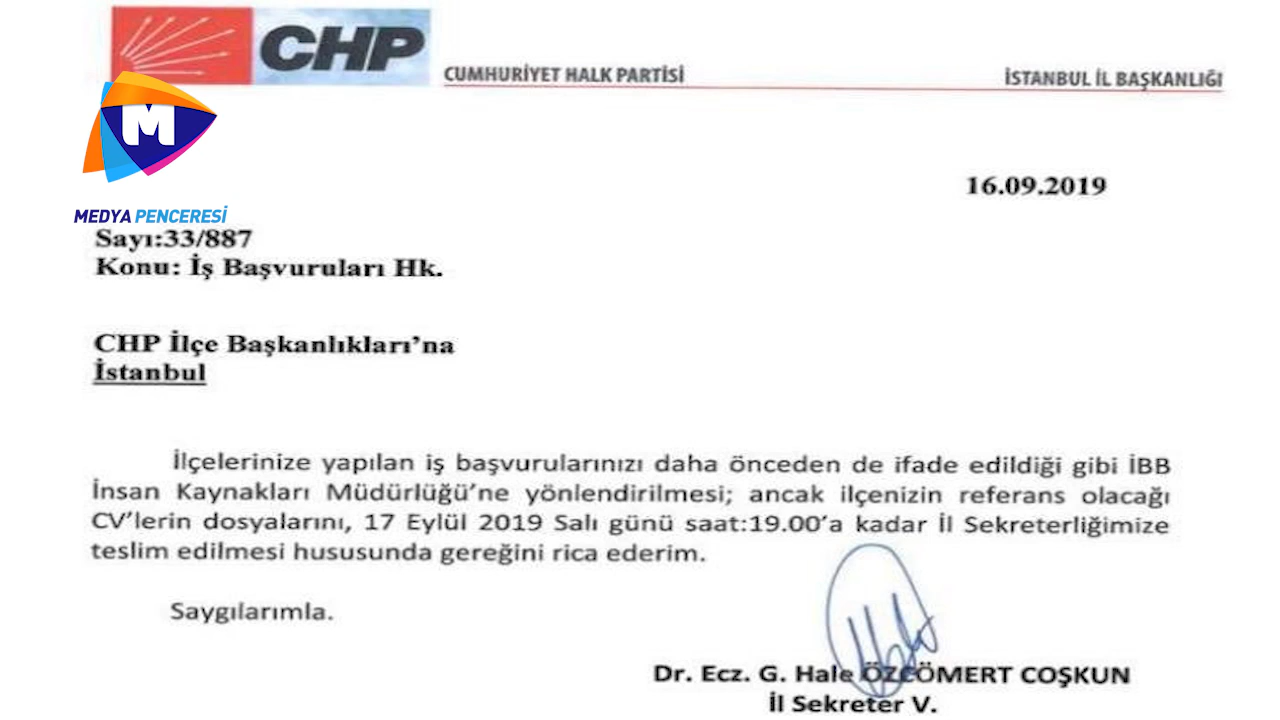 CHP
CUMHURİYET HALK PARTİSİ
İSTANBUL İL BAŞKANLIĞI
M
MEDYA PENCERESİ
16.09.2019
Sayı:33/887
Konu: İş Başvuruları Hk.
CHP İlçe Başkanlıkları’na
İstanbul
İlçelerinize yapılan iş başvurularınızı daha önceden de ifade edildiği gibi İBB
İnsan Kaynakları Müdürlüğü’ne yönlendirilmesi; ancak ilçenizin referans olacağı
CV’lerin dosyalarını, 17 Eylül 2019 Salı günü saat:19.00’a kadar İl Sekreterliğimize
teslim edilmesi hususunda gereğini rica ederim.
Saygılarımla.
Dr. Ecz. G. Hale ÖZCÖMERT COŞKUN
İl Sekreter V.